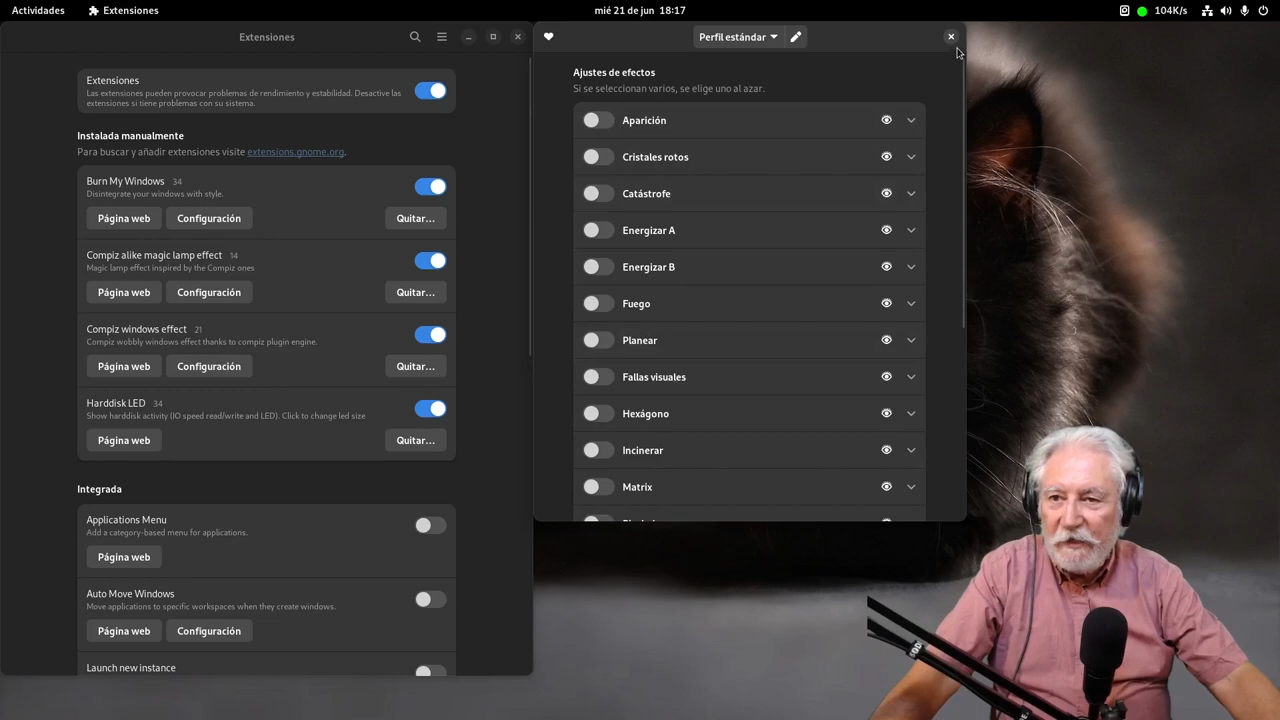 Actividades
Extensiones
mié 21 de jun  18:17
104K/s
Extensiones
Extensiones
Las extensiones pueden provocar problemas de rendimiento y estabilidad. Desactive las
extensiones si tiene problemas con su sistema.
Instalada manualmente
Para buscar y añadir extensiones visite extensions.gnome.org.
Burn My Windows 34
Disintegrate your windows with style.
Página web
Configuración
Quitar...
Compiz alike magic lamp effect 14
Magic lamp effect inspired by the Compiz ones
Página web
Configuración
Quitar...
Compiz windows effect 21
Compiz wobbly windows effect thanks to compiz plugin engine.
Página web
Configuración
Quitar...
Harddisk LED 34
Show harddisk activity (IO speed read/write and LED). Click to change led size
Página web
Quitar...
Integrada
Applications Menu
Add a category-based menu for applications.
Página web
Auto Move Windows
Move applications to specific workspaces when they create windows.
Página web
Configuración
Launch new instance
Perfil estándar
Ajustes de efectos
Si se seleccionan varios, se elige uno al azar.
Aparición
Cristales rotos
Catástrofe
Energizar A
Energizar B
Fuego
Planear
Fallas visuales
Hexágono
Incinerar
Matrix